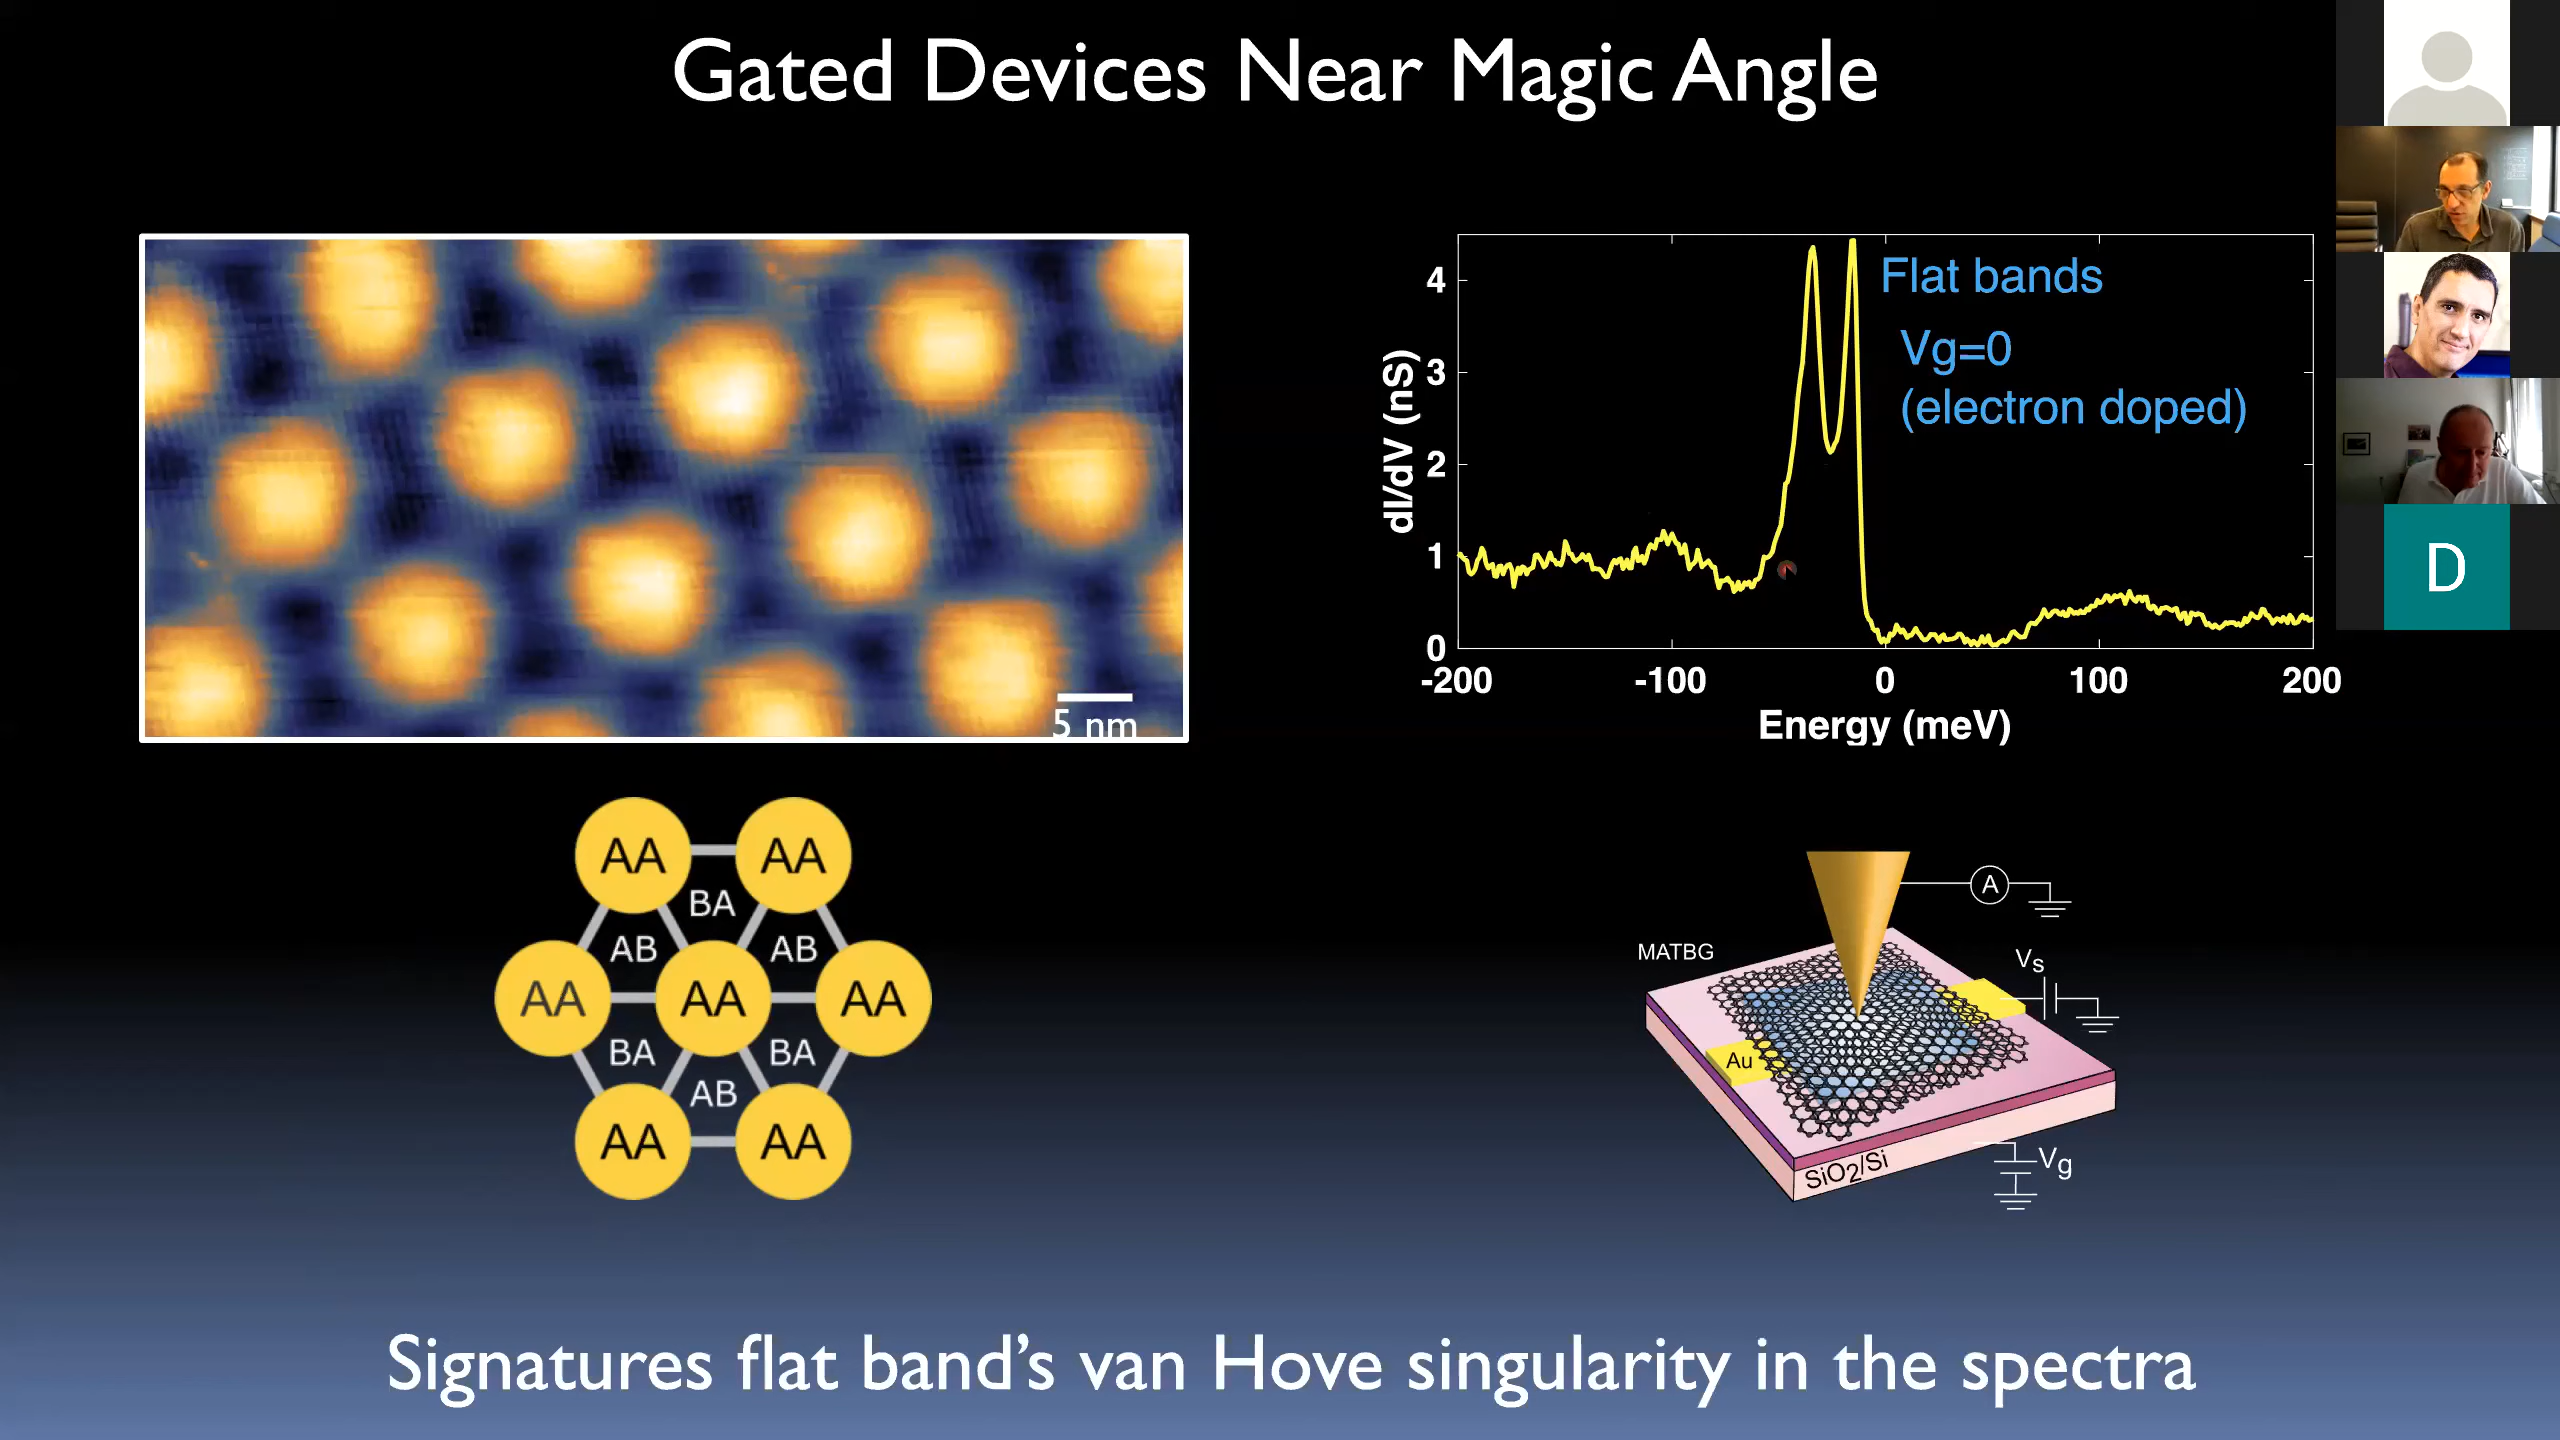 Gated Devices Near Magic Angle
5 nm
4
3
2
1
0
dI/dV (nS)
Flat bands
Vg=0
(electron doped)
-200 -100 0 100 200
Energy (meV)
D
AA AA
BA
AB AB
AA AA AA
BA BA
AB
AA AA
A
MATBG
Vs
Au
SiO2/Si
Vg
Signatures flat band’s van Hove singularity in the spectra